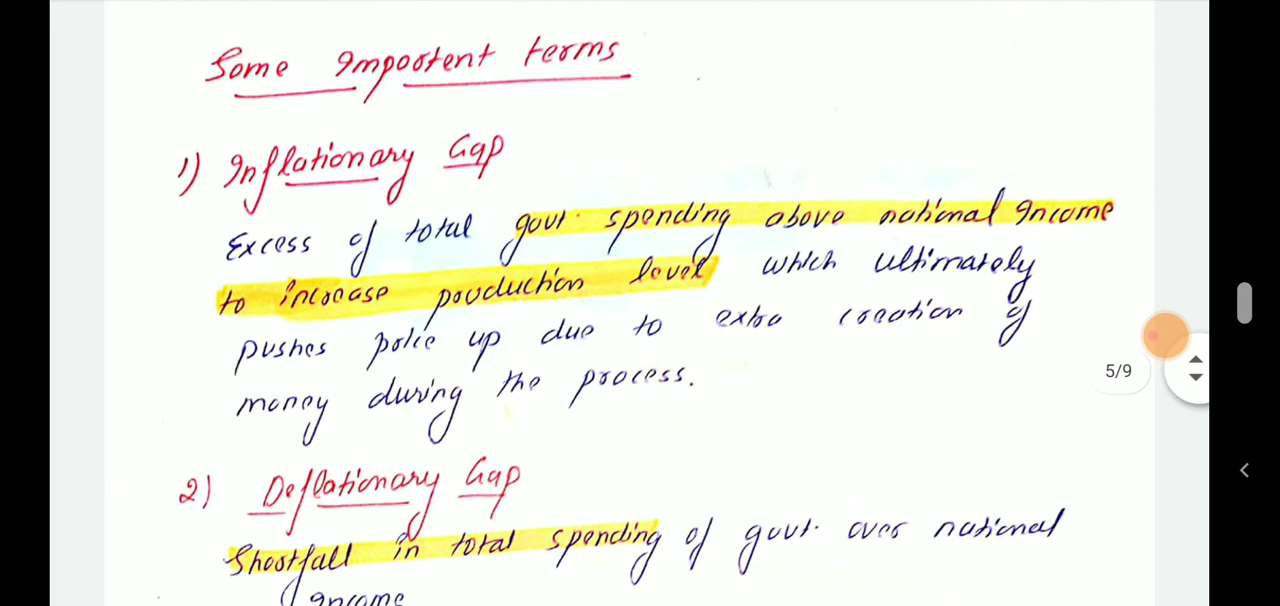 Some Importent terms
1) Inflationary Gap
Excess of total govt. spending above national Income
to increase production level which ultimately
pushes price up due to extra creation of
money during the process.
5/9
2) Deflationary Gap
Shortfall in total spending of govt. over national
Income